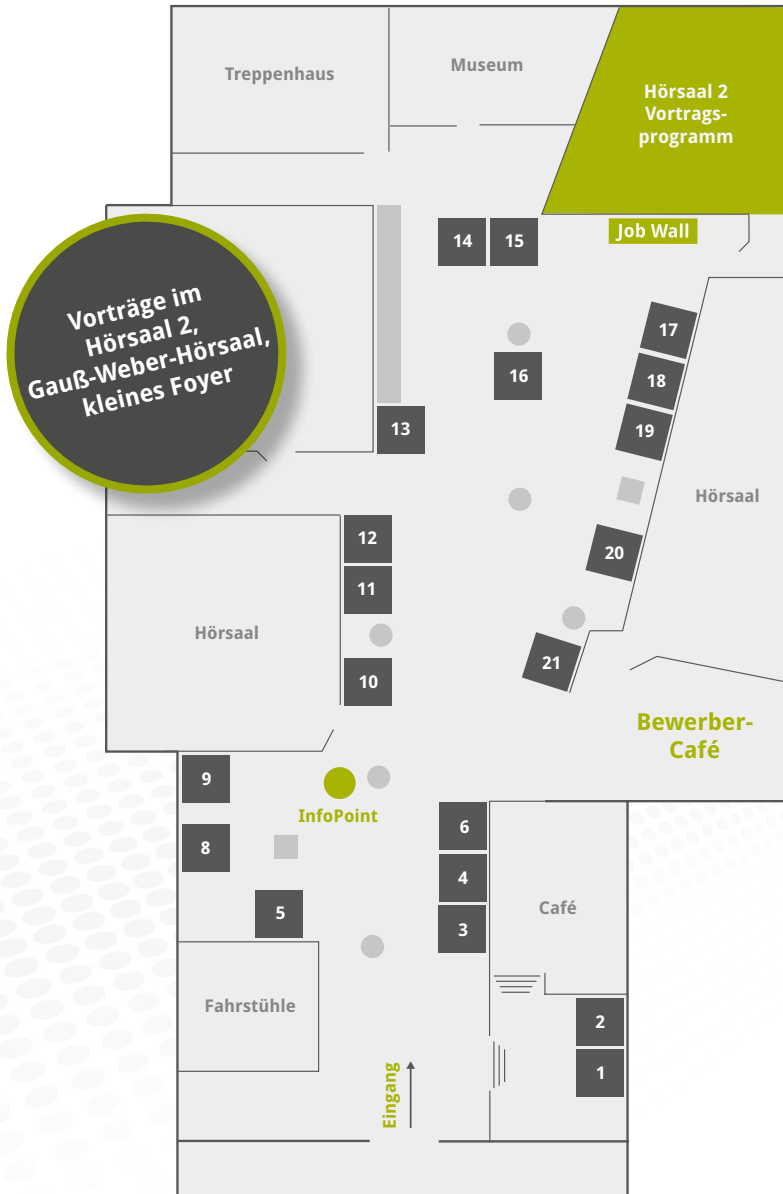 Treppenhaus
Museum
Hörsaal 2
Vortrags-
programm
Job Wall
14
15
Vorträge im
Hörsaal 2,
Gauß-Weber-Hörsaal,
kleines Foyer
17
16
18
13
19
Hörsaal
12
20
11
Hörsaal
21
10
Bewerber-
Café
9
InfoPoint
6
8
4
5
3
Café
Fahrstühle
2
1
Eingang